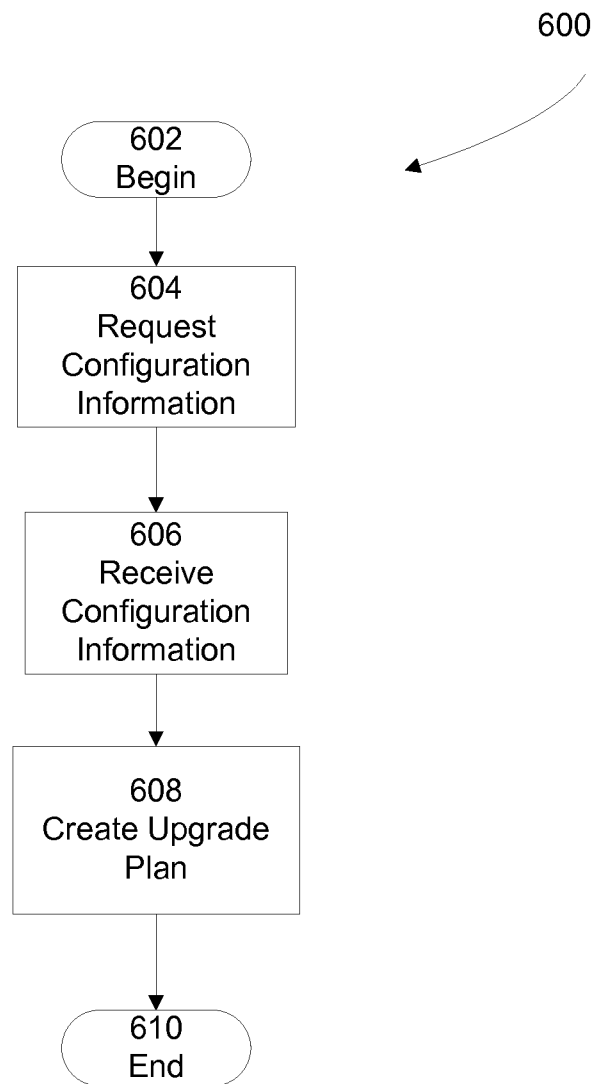 600
602
Begin
604
Request
Configuration
Information
606
Receive
Configuration
Information
608
Create Upgrade
Plan
610
End